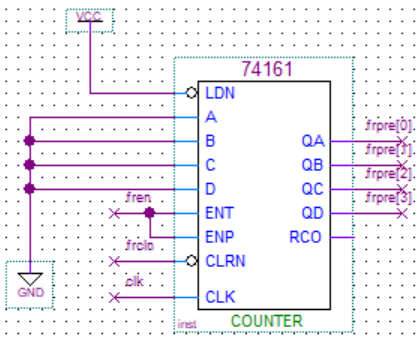 VCC
74161
LDN
A
B QA frpre[0]
C QB frpre[1]
D QC frpre[2]
fren ENT QD frpre[3]
ENP RCO
frclo CLRN
clk CLK
GND
inst COUNTER